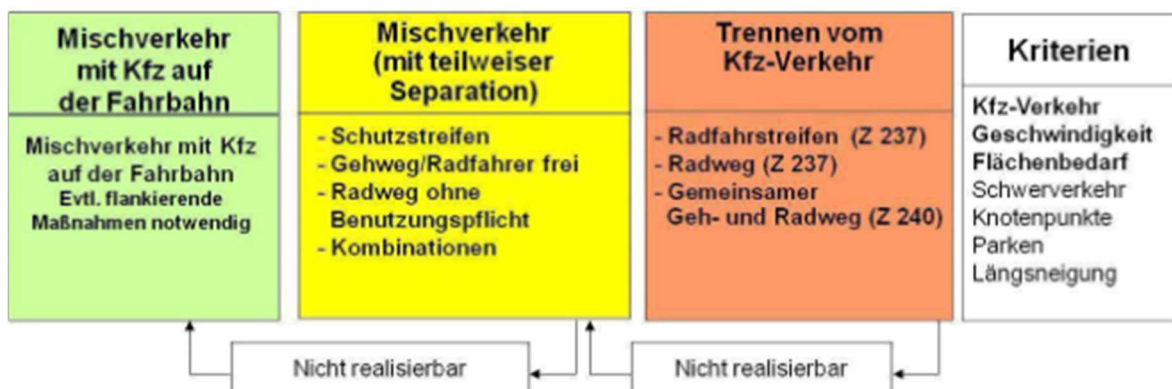 Mischverkehr
mit Kfz auf
der Fahrbahn
Mischverkehr mit Kfz
auf der Fahrbahn
Evtl. flankierende
Maßnahmen notwendig
Mischverkehr
(mit teilweiser
Separation)
- Schutzstreifen
- Gehweg/Radfahrer frei
- Radweg ohne
Benutzungspflicht
- Kombinationen
Trennen vom
Kfz-Verkehr
- Radfahrstreifen (Z 237)
- Radweg (Z 237)
- Gemeinsamer
Geh- und Radweg (Z 240)
Kriterien
Kfz-Verkehr
Geschwindigkeit
Flächenbedarf
Schwerverkehr
Knotenpunkte
Parken
Längsneigung
Nicht realisierbar
Nicht realisierbar